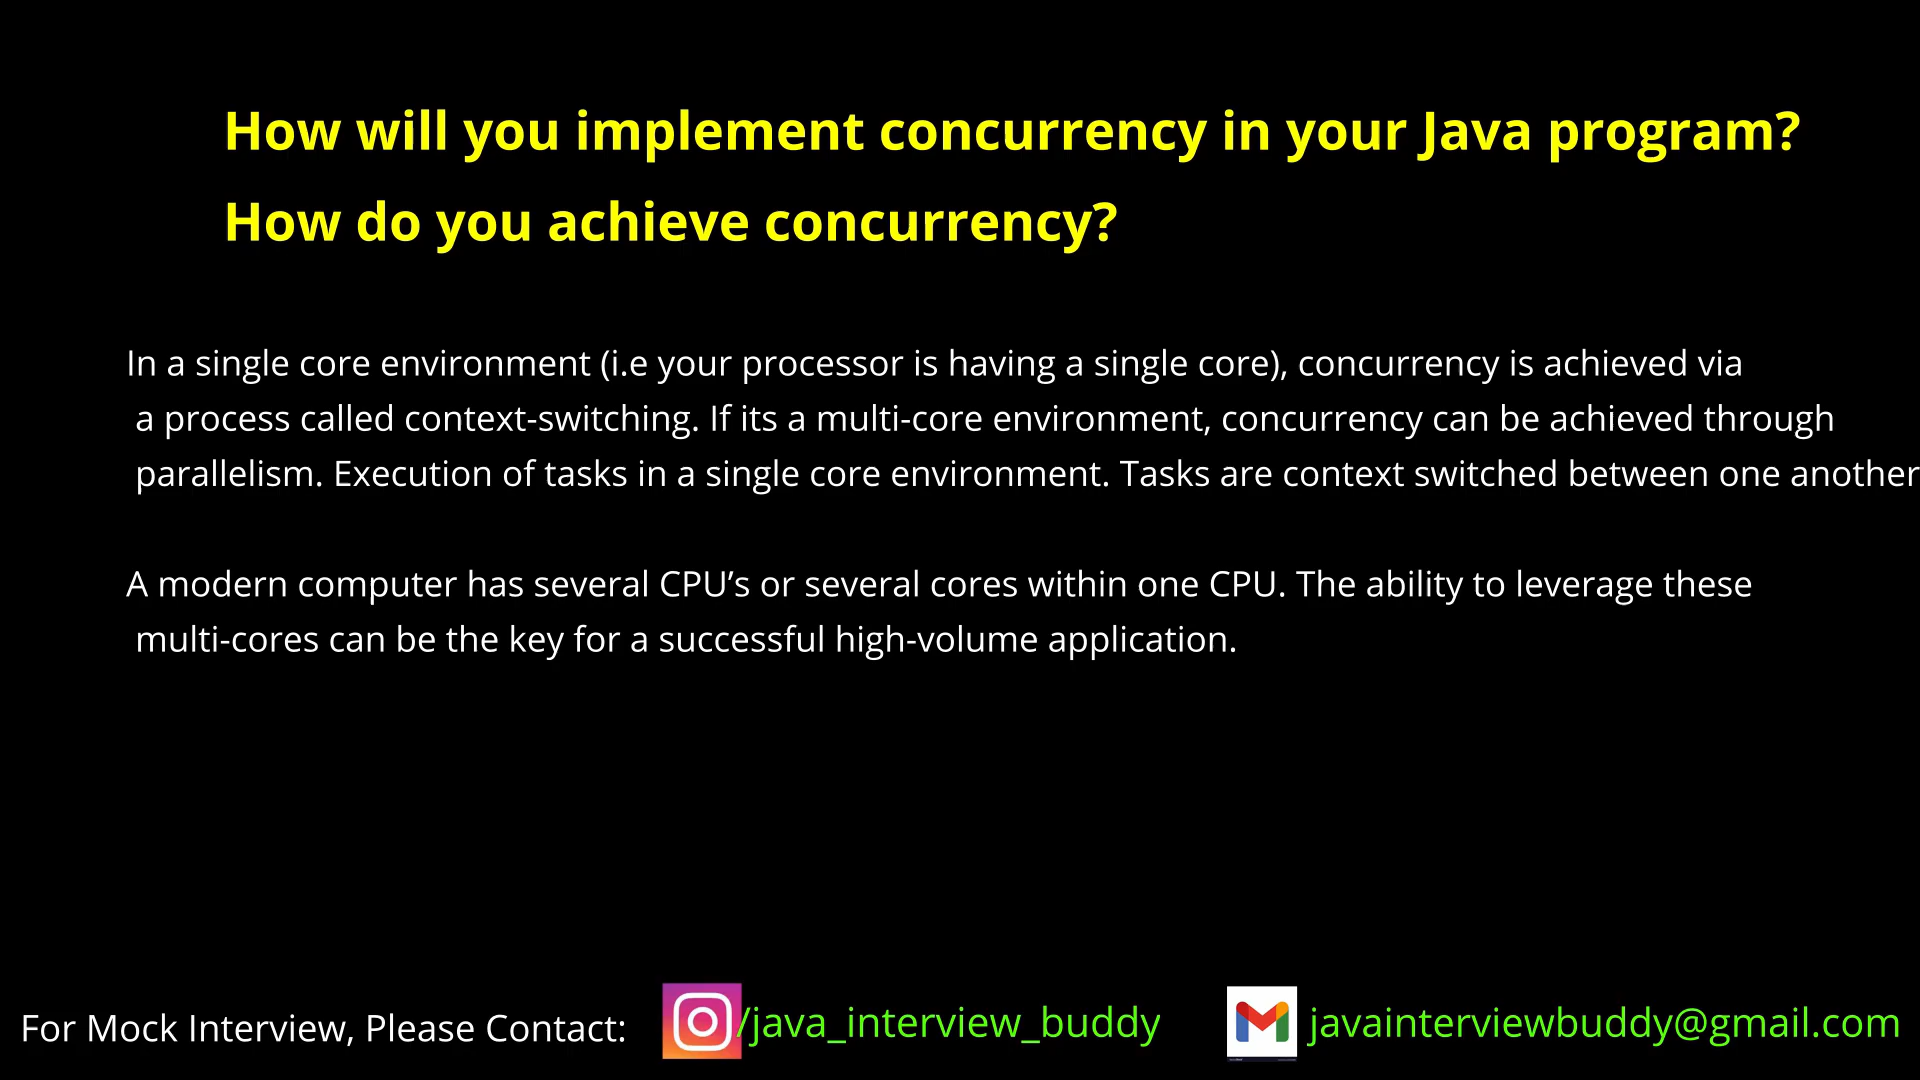 How will you implement concurrency in your Java program?
How do you achieve concurrency?
In a single core environment (i.e your processor is having a single core), concurrency is achieved via
a process called context-switching. If its a multi-core environment, concurrency can be achieved through
parallelism. Execution of tasks in a single core environment. Tasks are context switched between one another
A modern computer has several CPU’s or several cores within one CPU. The ability to leverage these
multi-cores can be the key for a successful high-volume application.
For Mock Interview, Please Contact: /java_interview_buddy javainterviewbuddy@gmail.com